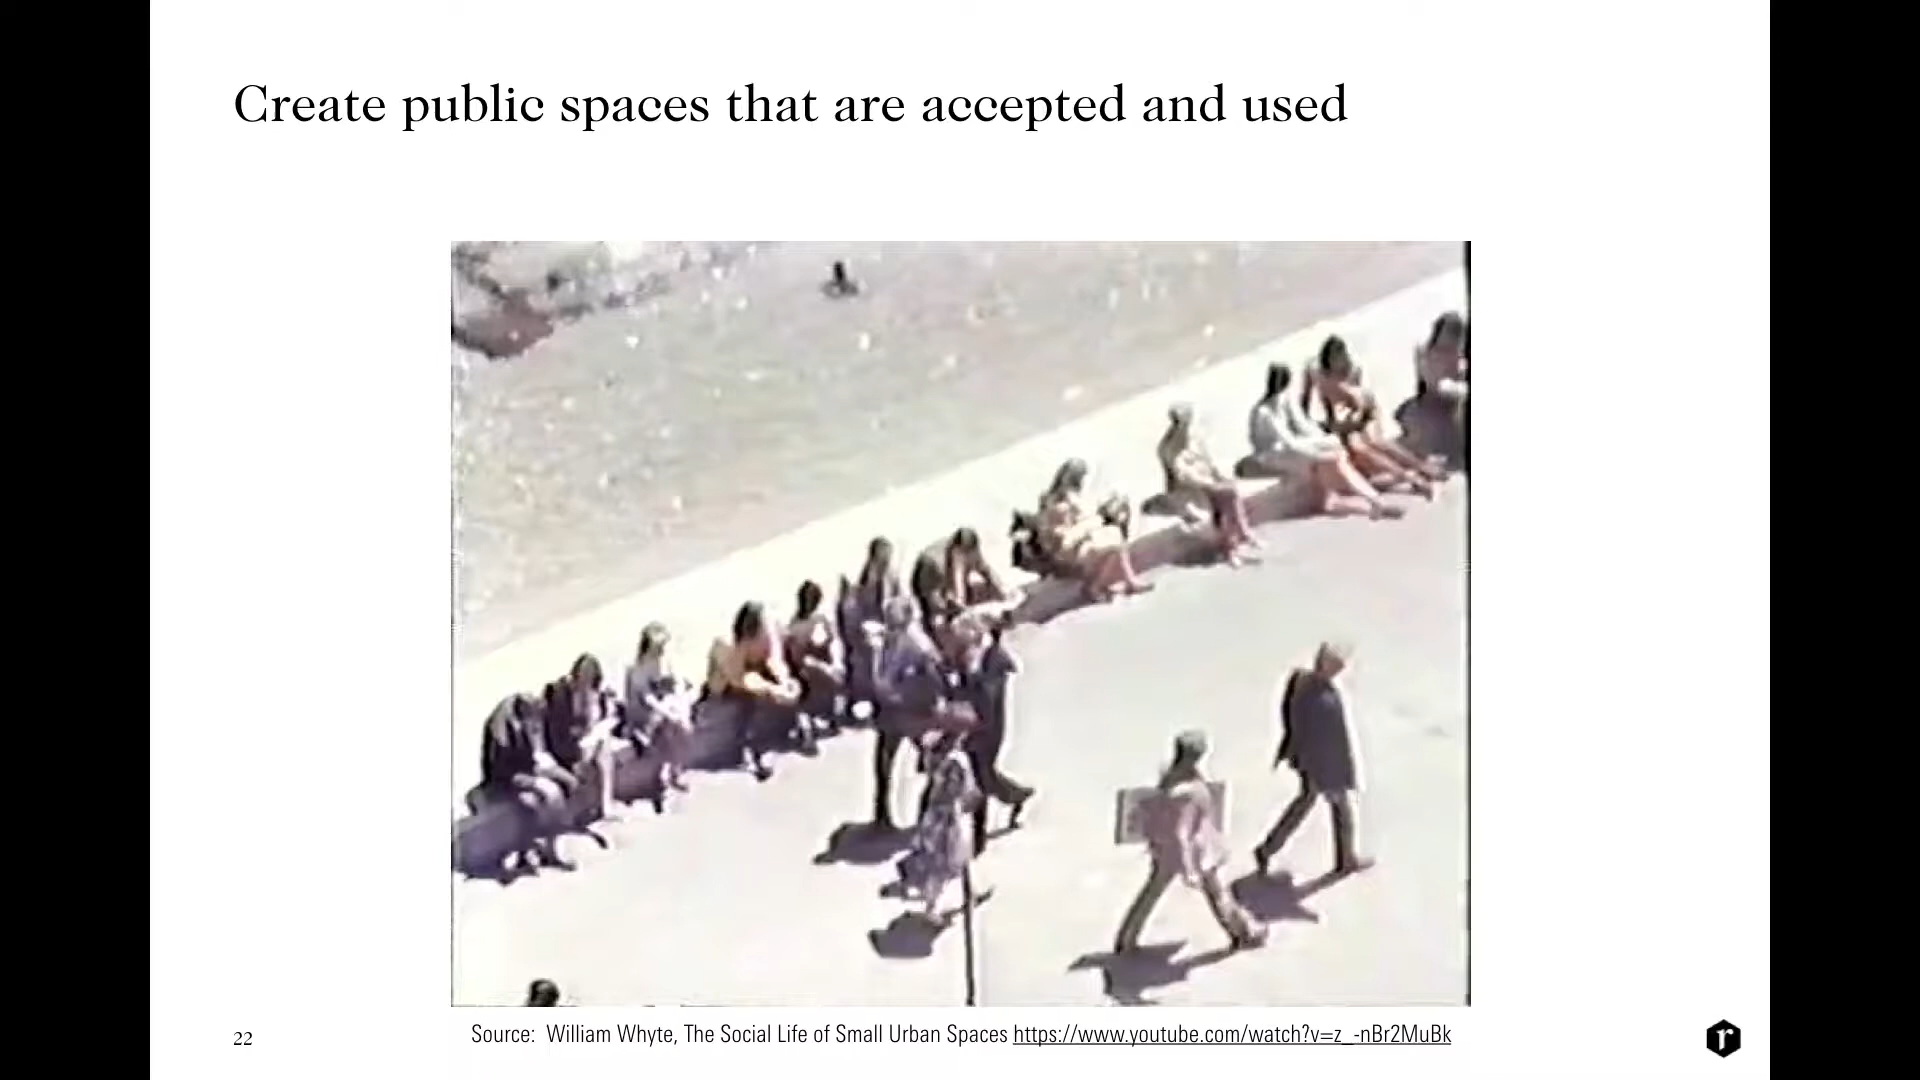 Create public spaces that are accepted and used
22
Source: William Whyte, The Social Life of Small Urban Spaces https://www.youtube.com/watch?v=z_-nBr2MuBk
r